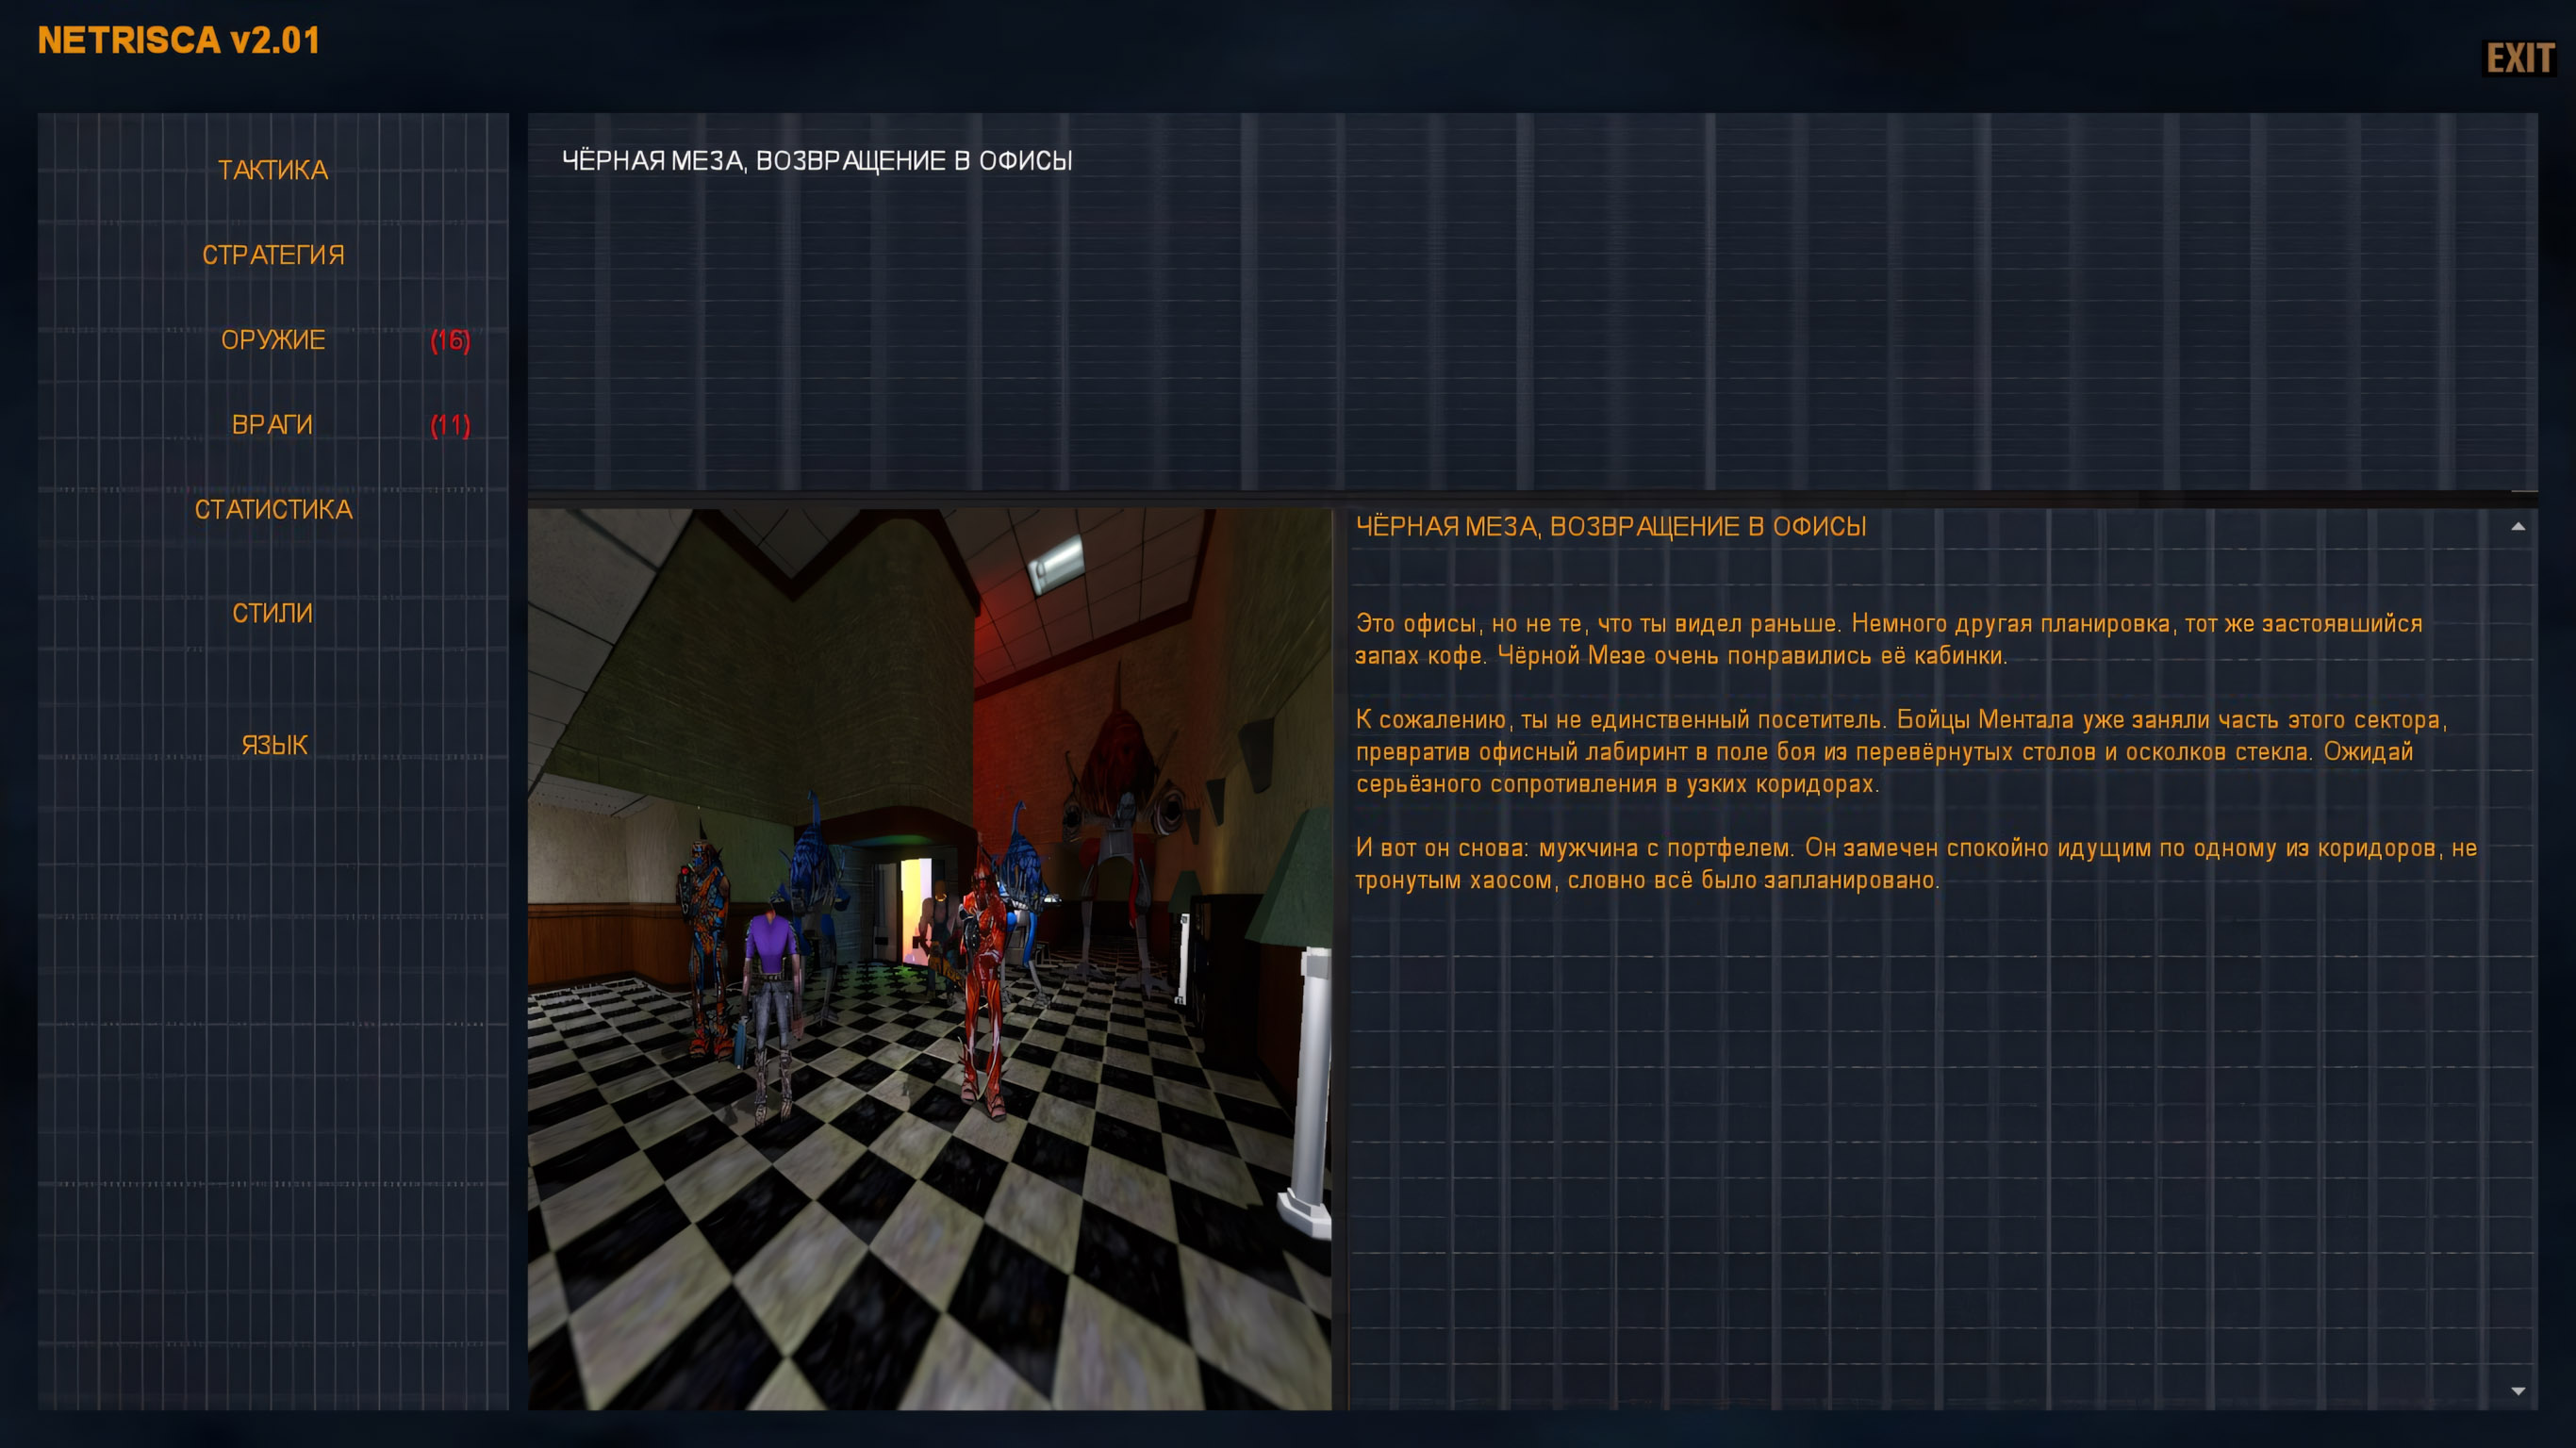 NETRISCA v2.01
EXIT
ТАКТИКА
СТРАТЕГИЯ
ОРУЖИЕ (16)
ВРАГИ (11)
СТАТИСТИКА
СТИЛИ
ЯЗЫК
ЧЁРНАЯ МЕЗА, ВОЗВРАЩЕНИЕ В ОФИСЫ
ЧЁРНАЯ МЕЗА, ВОЗВРАЩЕНИЕ В ОФИСЫ
Это офисы, но не те, что ты видел раньше. Немного другая планировка, тот же застоявшийся
запах кофе. Чёрной Мезе очень понравились её кабинки.
К сожалению, ты не единственный посетитель. Бойцы Ментала уже заняли часть этого сектора,
превратив офисный лабиринт в поле боя из перевёрнутых столов и осколков стекла. Ожидай
серьёзного сопротивления в узких коридорах.
И вот он снова: мужчина с портфелем. Он замечен спокойно идущим по одному из коридоров, не
тронутым хаосом, словно всё было запланировано.